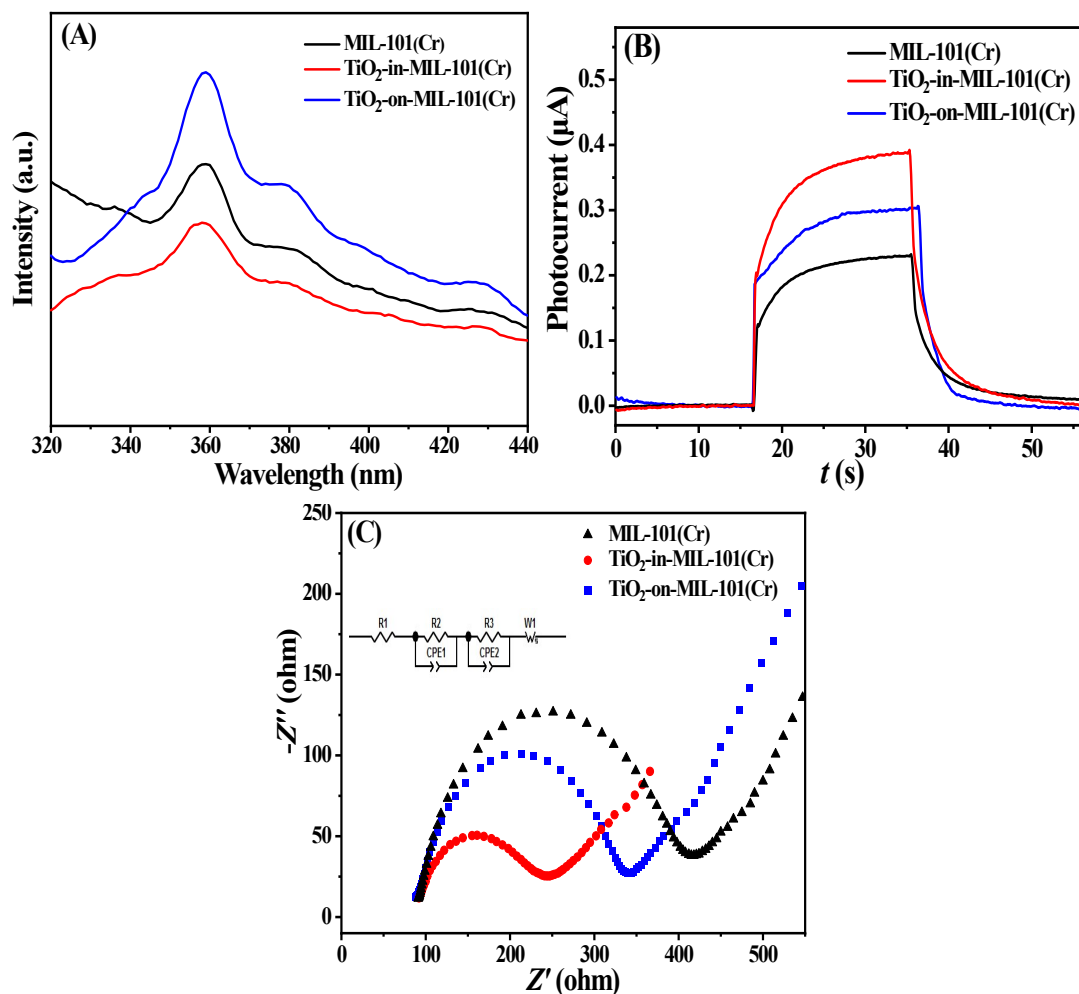 (A)
MIL-101(Cr)
TiO2-in-MIL-101(Cr)
TiO2-on-MIL-101(Cr)
Intensity (a.u.)
320 340 360 380 400 420 440
Wavelength (nm)
(B)
MIL-101(Cr)
TiO2-in-MIL-101(Cr)
TiO2-on-MIL-101(Cr)
Photocurrent (μA)
0.5
0.4
0.3
0.2
0.1
0.0
0 10 20 30 40 50
t (s)
(C)
MIL-101(Cr)
TiO2-in-MIL-101(Cr)
TiO2-on-MIL-101(Cr)
R1 R2 R3 W1
CPE1 CPE2
-Z'' (ohm)
250
200
150
100
50
0
0 100 200 300 400 500
Z' (ohm)